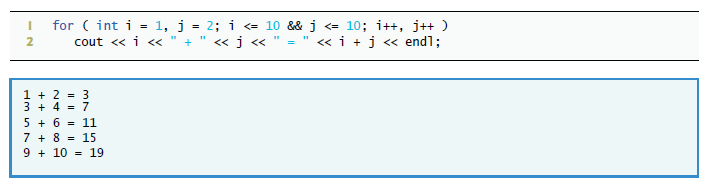 1 for ( int i = 1, j = 2; i <= 10 && j <= 10; i++, j++ )
2 cout << i << " + " << j << " = " << i + j << endl;
1 + 2 = 3
3 + 4 = 7
5 + 6 = 11
7 + 8 = 15
9 + 10 = 19